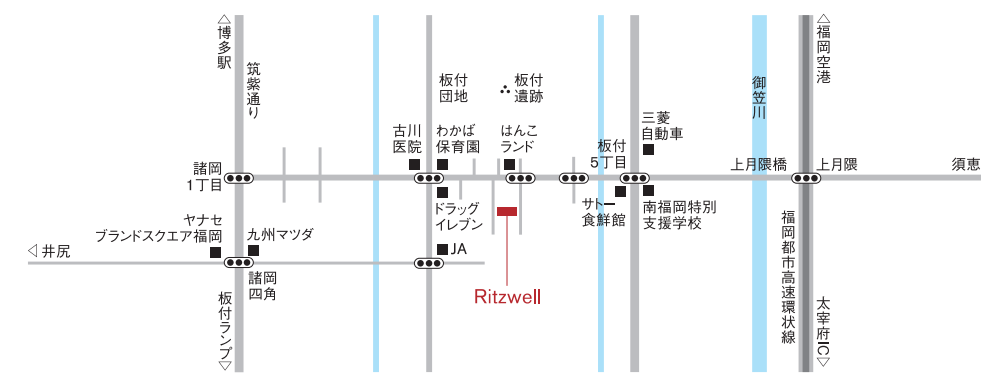 △博多駅
筑紫通り
諸岡
1丁目
古川
医院
板付
団地
わかば
保育園
∴板付
遺跡
はんこ
ランド
板付
5丁目
三菱
自動車
御笠川
上月隈橋
△福岡空港
上月隈
須恵
ドラッグ
イレブン
サトー
食鮮館
南福岡特別
支援学校
◁井尻
ヤナセ
ブランドスクエア福岡
九州マツダ
諸岡
四角
JA
Ritzwell
板付ランプ▽
福岡都市高速環状線
太宰府IC▽